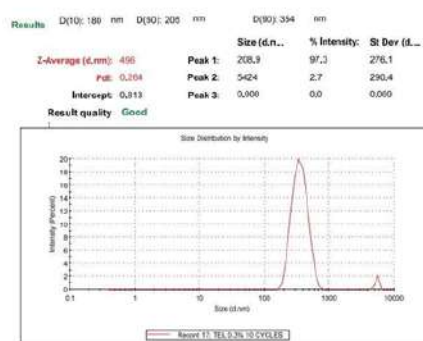 Results D(10): 180 nm D(50): 205 nm D(90): 354 nm
Size (d.n... % Intensity: St Dev (d....
Z-Average (d.nm): 496 Peak 1: 208.9 97.3 276.1
PdI: 0.264 Peak 2: 5424 2.7 290.4
Intercept: 0.913 Peak 3: 0.000 0.0 0.000
Result quality Good
Size Distribution by Intensity
Intensity (Percent)
20
18
16
14
12
10
8
6
4
2
0
0.1 1 10 100 1000 10000
Size (d.nm)
Record 17: TEL 0.3% 10 CYCLES